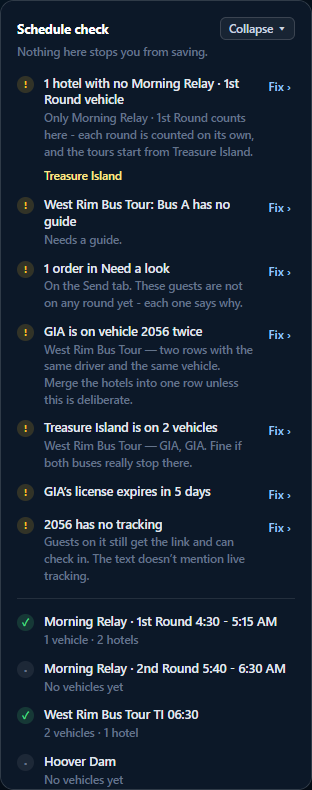 Schedule check
Collapse
Nothing here stops you from saving.
1 hotel with no Morning Relay · 1st
Round vehicle
Fix ›
Only Morning Relay · 1st Round counts
here - each round is counted on its own,
and the tours start from Treasure Island.
Treasure Island
West Rim Bus Tour: Bus A has no
guide
Fix ›
Needs a guide.
1 order in Need a look
Fix ›
On the Send tab. These guests are not
on any round yet - each one says why.
GIA is on vehicle 2056 twice
Fix ›
West Rim Bus Tour — two rows with the
same driver and the same vehicle.
Merge the hotels into one row unless
this is deliberate.
Treasure Island is on 2 vehicles
Fix ›
West Rim Bus Tour — GIA, GIA. Fine if
both buses really stop there.
GIA's license expires in 5 days
Fix ›
2056 has no tracking
Fix ›
Guests on it still get the link and can
check in. The text doesn't mention live
tracking.
Morning Relay · 1st Round 4:30 - 5:15 AM
1 vehicle · 2 hotels
Morning Relay · 2nd Round 5:40 - 6:30 AM
No vehicles yet
West Rim Bus Tour TI 06:30
2 vehicles · 1 hotel
Hoover Dam
No vehicles yet